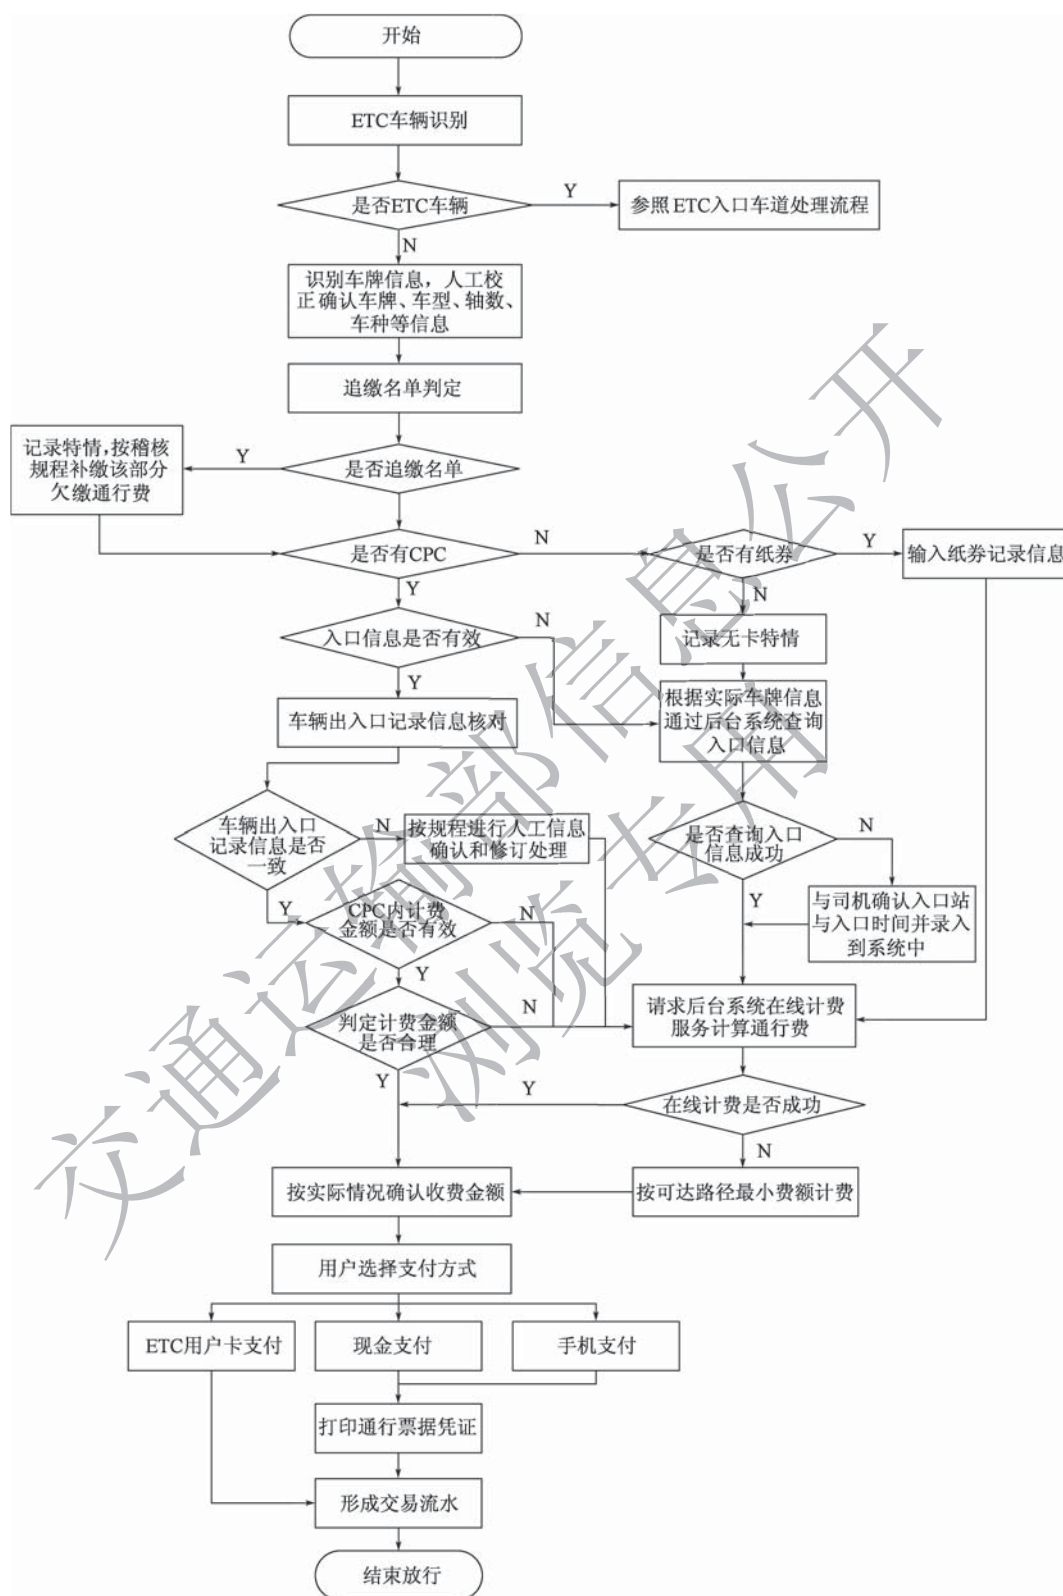 开始
ETC车辆识别
是否ETC车辆
Y
参照ETC入口车道处理流程
N
识别车牌信息，人工校
正确认车牌、车型、轴数、
车种等信息
追缴名单判定
记录特情，按稽核
规程补缴该部分
欠缴通行费
Y
是否追缴名单
是否有CPC
N
是否有纸券
Y
输入纸券记录信息
Y
N
入口信息是否有效
N
记录无卡特情
Y
车辆出入口记录信息核对
根据实际车牌信息
通过后台系统查询
入口信息
车辆出入口
记录信息是否
一致
N
按规程进行人工信息
确认和修订处理
是否查询入口
信息成功
N
Y
CPC内计费
金额是否有效
N
Y
与司机确认入口站
与入口时间并录入
到系统中
Y
判定计费金额
是否合理
N
请求后台系统在线计费
服务计算通行费
Y
Y
在线计费是否成功
N
按实际情况确认收费金额
按可达路径最小费额计费
用户选择支付方式
ETC用户卡支付
现金支付
手机支付
打印通行票据凭证
形成交易流水
结束放行
交通运输部信息公开
浏览专用